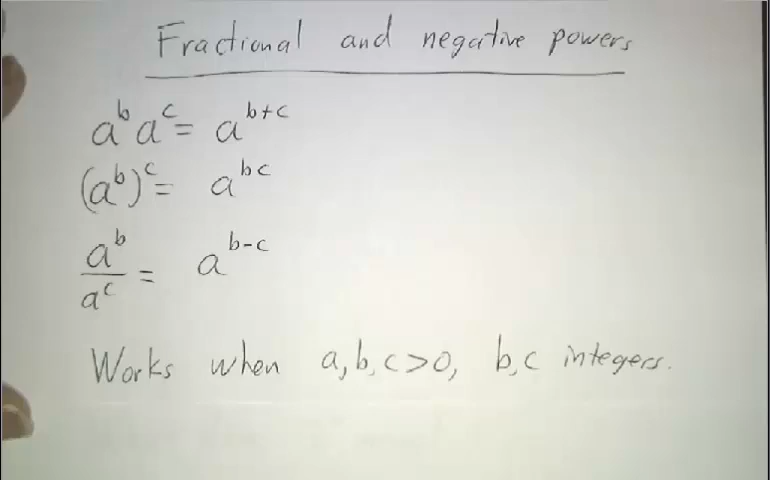 Fractional and negative powers
a^b a^c = a^{b+c}
(a^b)^c = a^{bc}
a^b / a^c = a^{b-c}
Works when a,b,c>0, b,c integers.